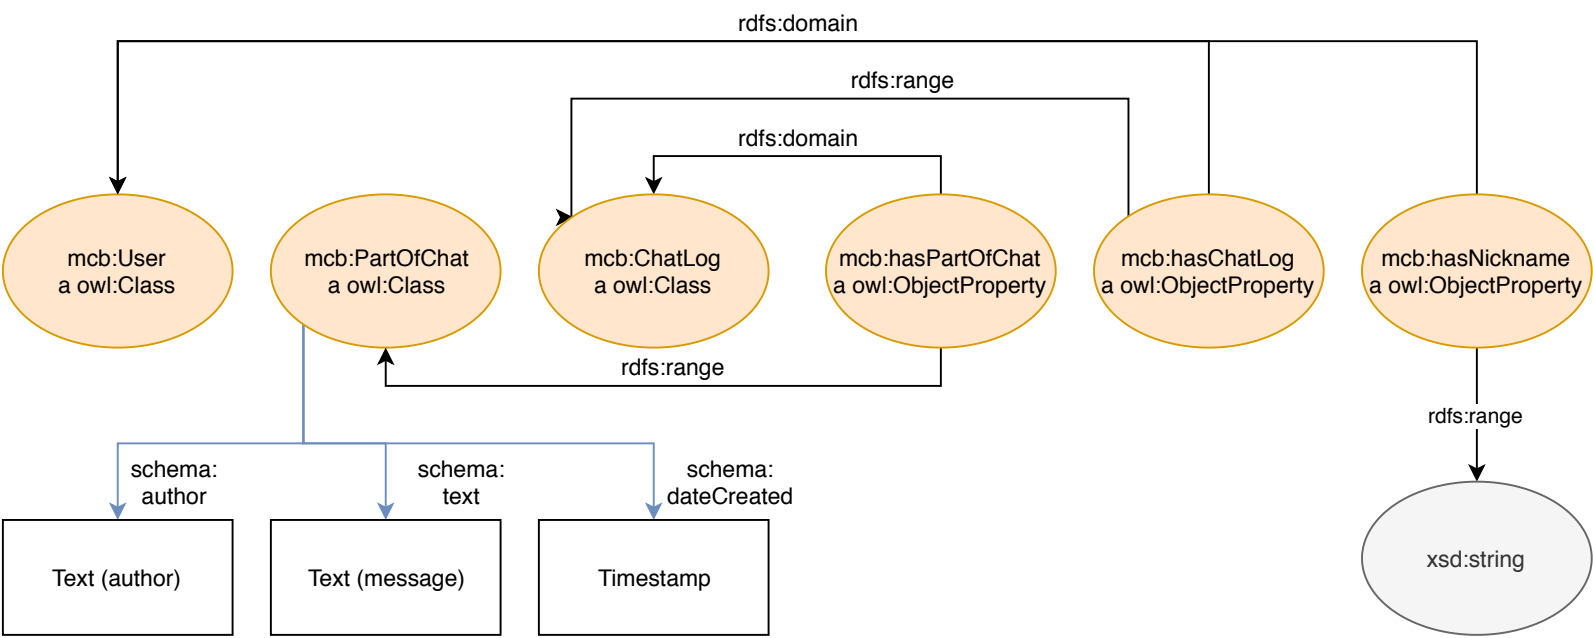 rdfs:domain
rdfs:range
rdfs:domain
mcb:User
a owl:Class
mcb:PartOfChat
a owl:Class
mcb:ChatLog
a owl:Class
mcb:hasPartOfChat
a owl:ObjectProperty
mcb:hasChatLog
a owl:ObjectProperty
mcb:hasNickname
a owl:ObjectProperty
rdfs:range
rdfs:range
schema:
author
schema:
text
schema:
dateCreated
Text (author)
Text (message)
Timestamp
xsd:string